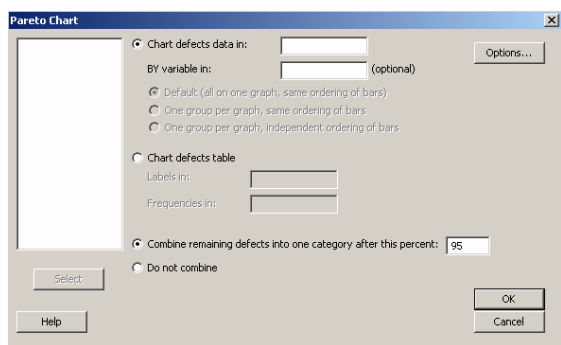 Pareto Chart
Chart defects data in:
Options...
BY variable in:
(optional)
Default (all on one graph, same ordering of bars)
One group per graph, same ordering of bars
One group per graph, independent ordering of bars
Chart defects table
Labels in:
Frequencies in:
Combine remaining defects into one category after this percent: 95
Do not combine
Select
OK
Help
Cancel